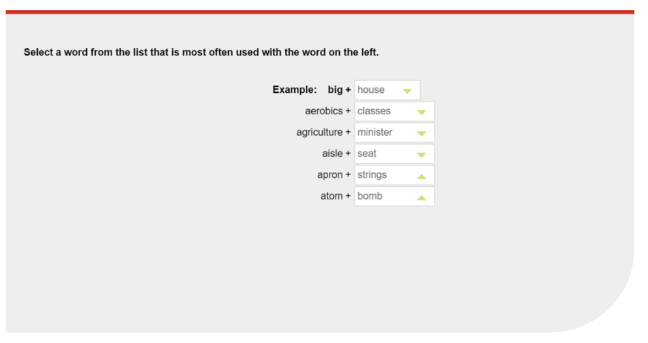 Select a word from the list that is most often used with the word on the left.
Example: big + house
aerobics + classes
agriculture + minister
aisle + seat
apron + strings
atom + bomb